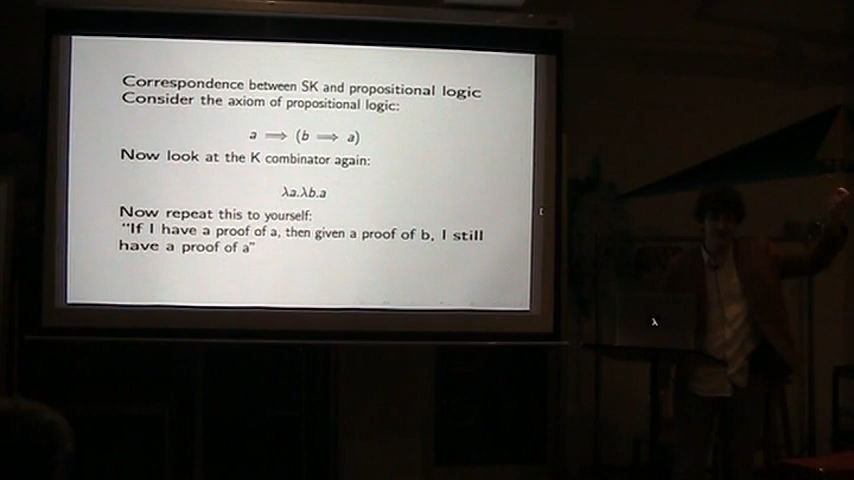 Correspondence between SK and propositional logic
Consider the axiom of propositional logic:
a ⟹ (b ⟹ a)
Now look at the K combinator again:
λa.λb.a
Now repeat this to yourself:
"If I have a proof of a, then given a proof of b, I still
have a proof of a"
λ